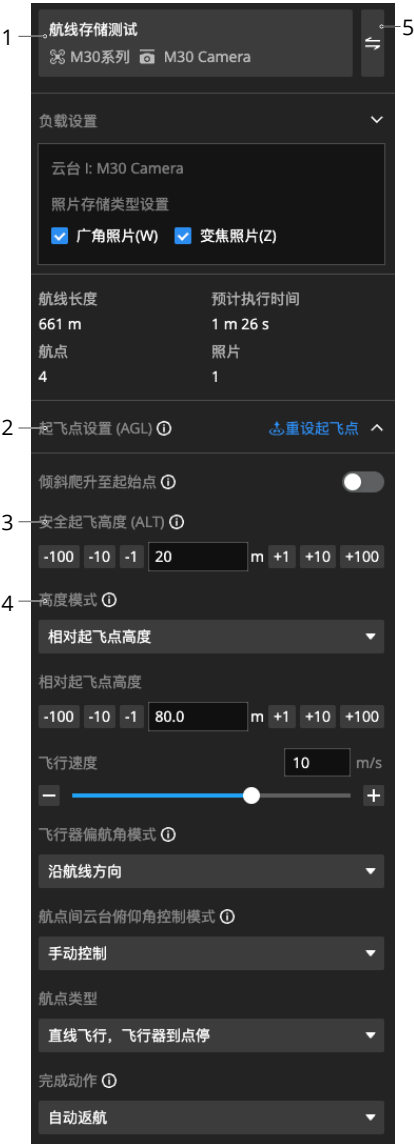 航线存储测试
1
5
M30系列 M30 Camera
负载设置
云台 I: M30 Camera
照片存储类型设置
广角照片(W) 变焦照片(Z)
航线长度 预计执行时间
661 m 1 m 26 s
航点 照片
4 1
2 起飞点设置 (AGL) 重设起飞点
倾斜爬升至起始点
3 安全起飞高度 (ALT)
-100 -10 -1 20 m +1 +10 +100
4 高度模式
相对起飞点高度
相对起飞点高度
-100 -10 -1 80.0 m +1 +10 +100
飞行速度 10 m/s
飞行器偏航角模式
沿航线方向
航点间云台俯仰角控制模式
手动控制
航点类型
直线飞行，飞行器到点停
完成动作
自动返航